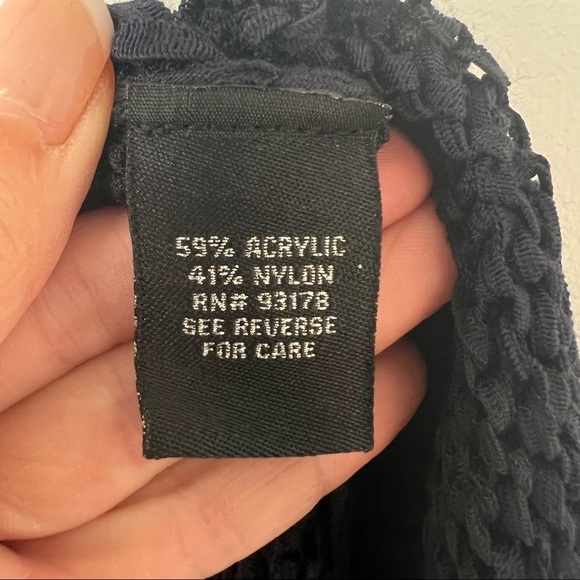 59% ACRYLIC
41% NYLON
RN# 93178
SEE REVERSE
FOR CARE